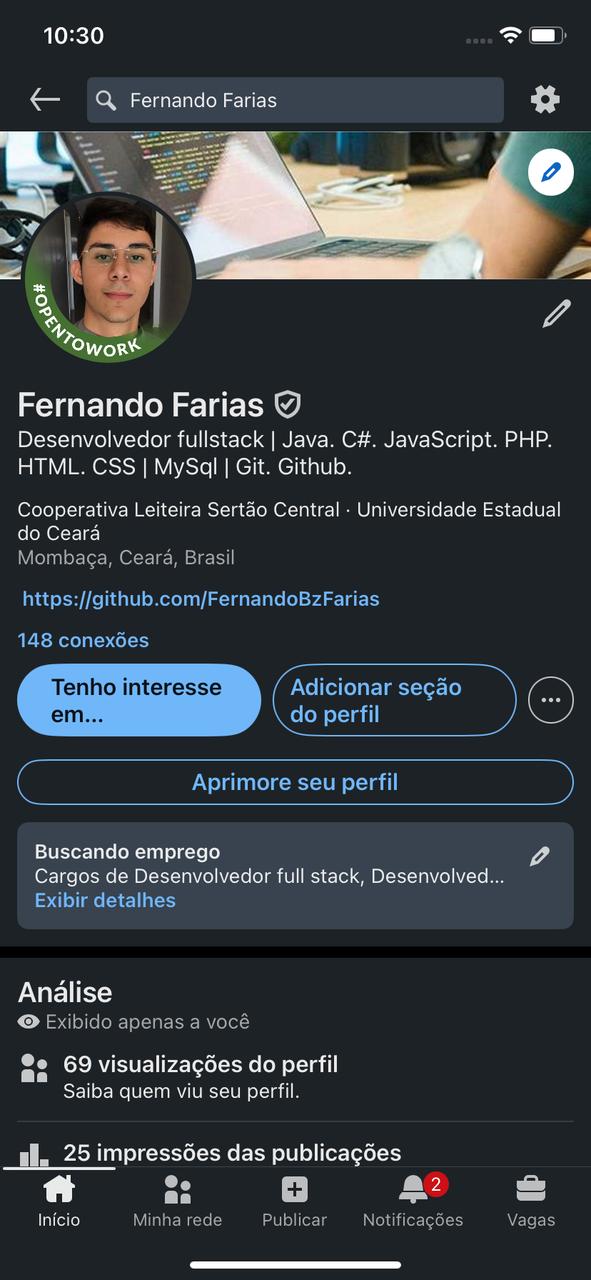 10:30
Fernando Farias
#OPENTOWORK
Fernando Farias
Desenvolvedor fullstack | Java. C#. JavaScript. PHP.
HTML. CSS | MySql | Git. Github.
Cooperativa Leiteira Sertão Central · Universidade Estadual
do Ceará
Mombaça, Ceará, Brasil
https://github.com/FernandoBzFarias
148 conexões
Tenho interesse
em...
Adicionar seção
do perfil
Aprimore seu perfil
Buscando emprego
Cargos de Desenvolvedor full stack, Desenvolved...
Exibir detalhes
Análise
Exibido apenas a você
69 visualizações do perfil
Saiba quem viu seu perfil.
25 impressões das publicações
2
Início
Minha rede
Publicar
Notificações
Vagas